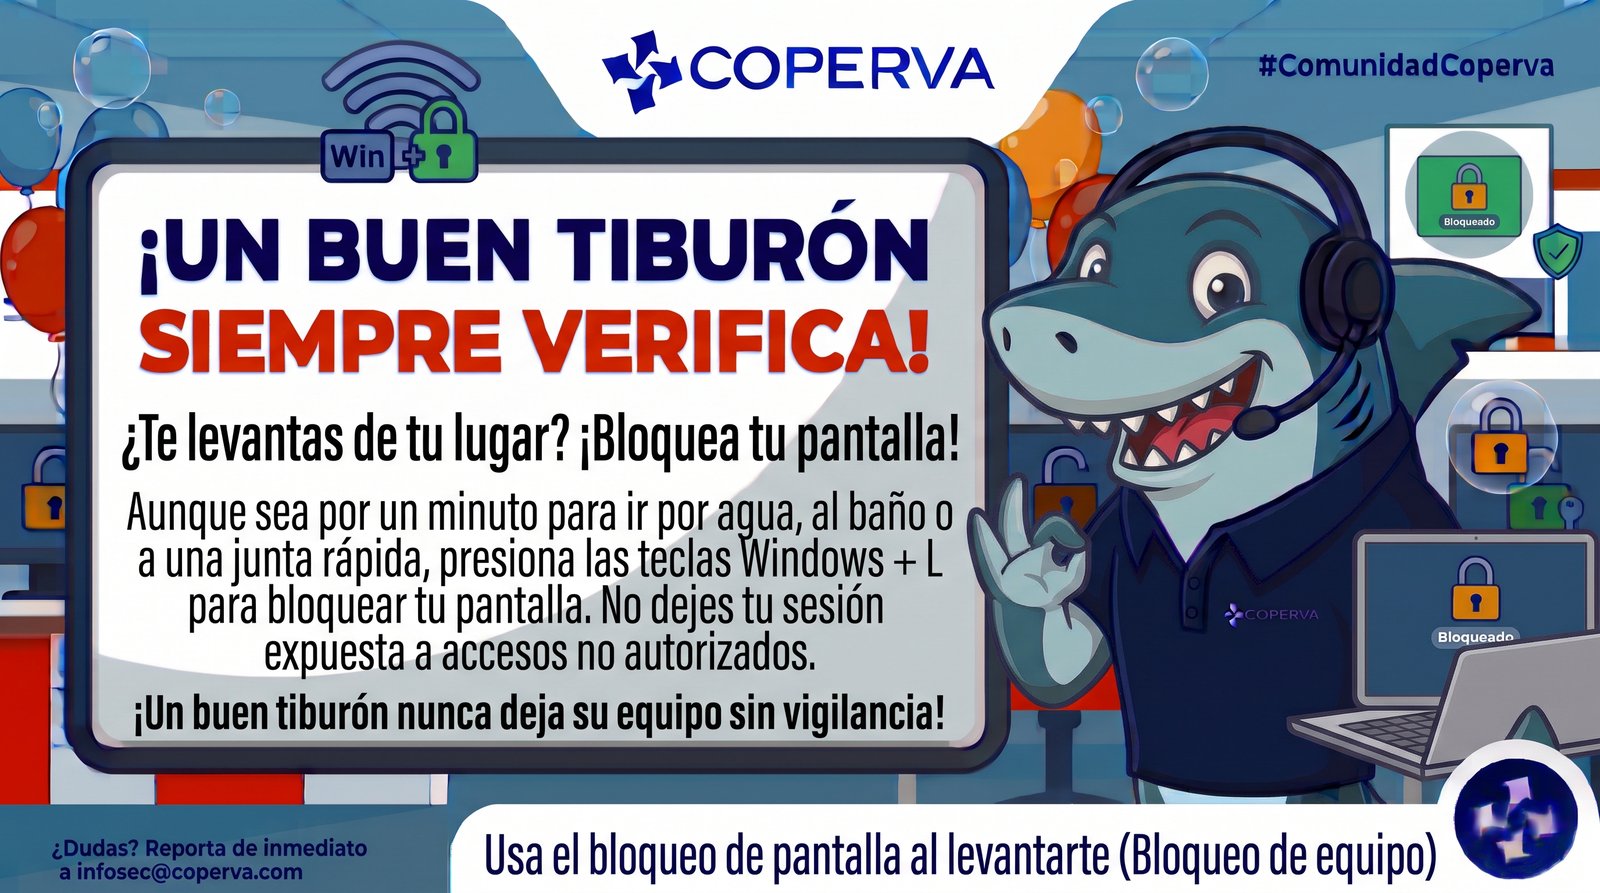 COPERVA
#ComunidadCoperva
Win +
¡UN BUEN TIBURÓN
SIEMPRE VERIFICA!
¿Te levantas de tu lugar? ¡Bloquea tu pantalla!
Aunque sea por un minuto para ir por agua, al baño o
a una junta rápida, presiona las teclas Windows + L
para bloquear tu pantalla. No dejes tu sesión
expuesta a accesos no autorizados.
¡Un buen tiburón nunca deja su equipo sin vigilancia!
Bloqueado
COPERVA
Bloqueado
¿Dudas? Reporta de inmediato
a infosec@coperva.com
Usa el bloqueo de pantalla al levantarte (Bloqueo de equipo)